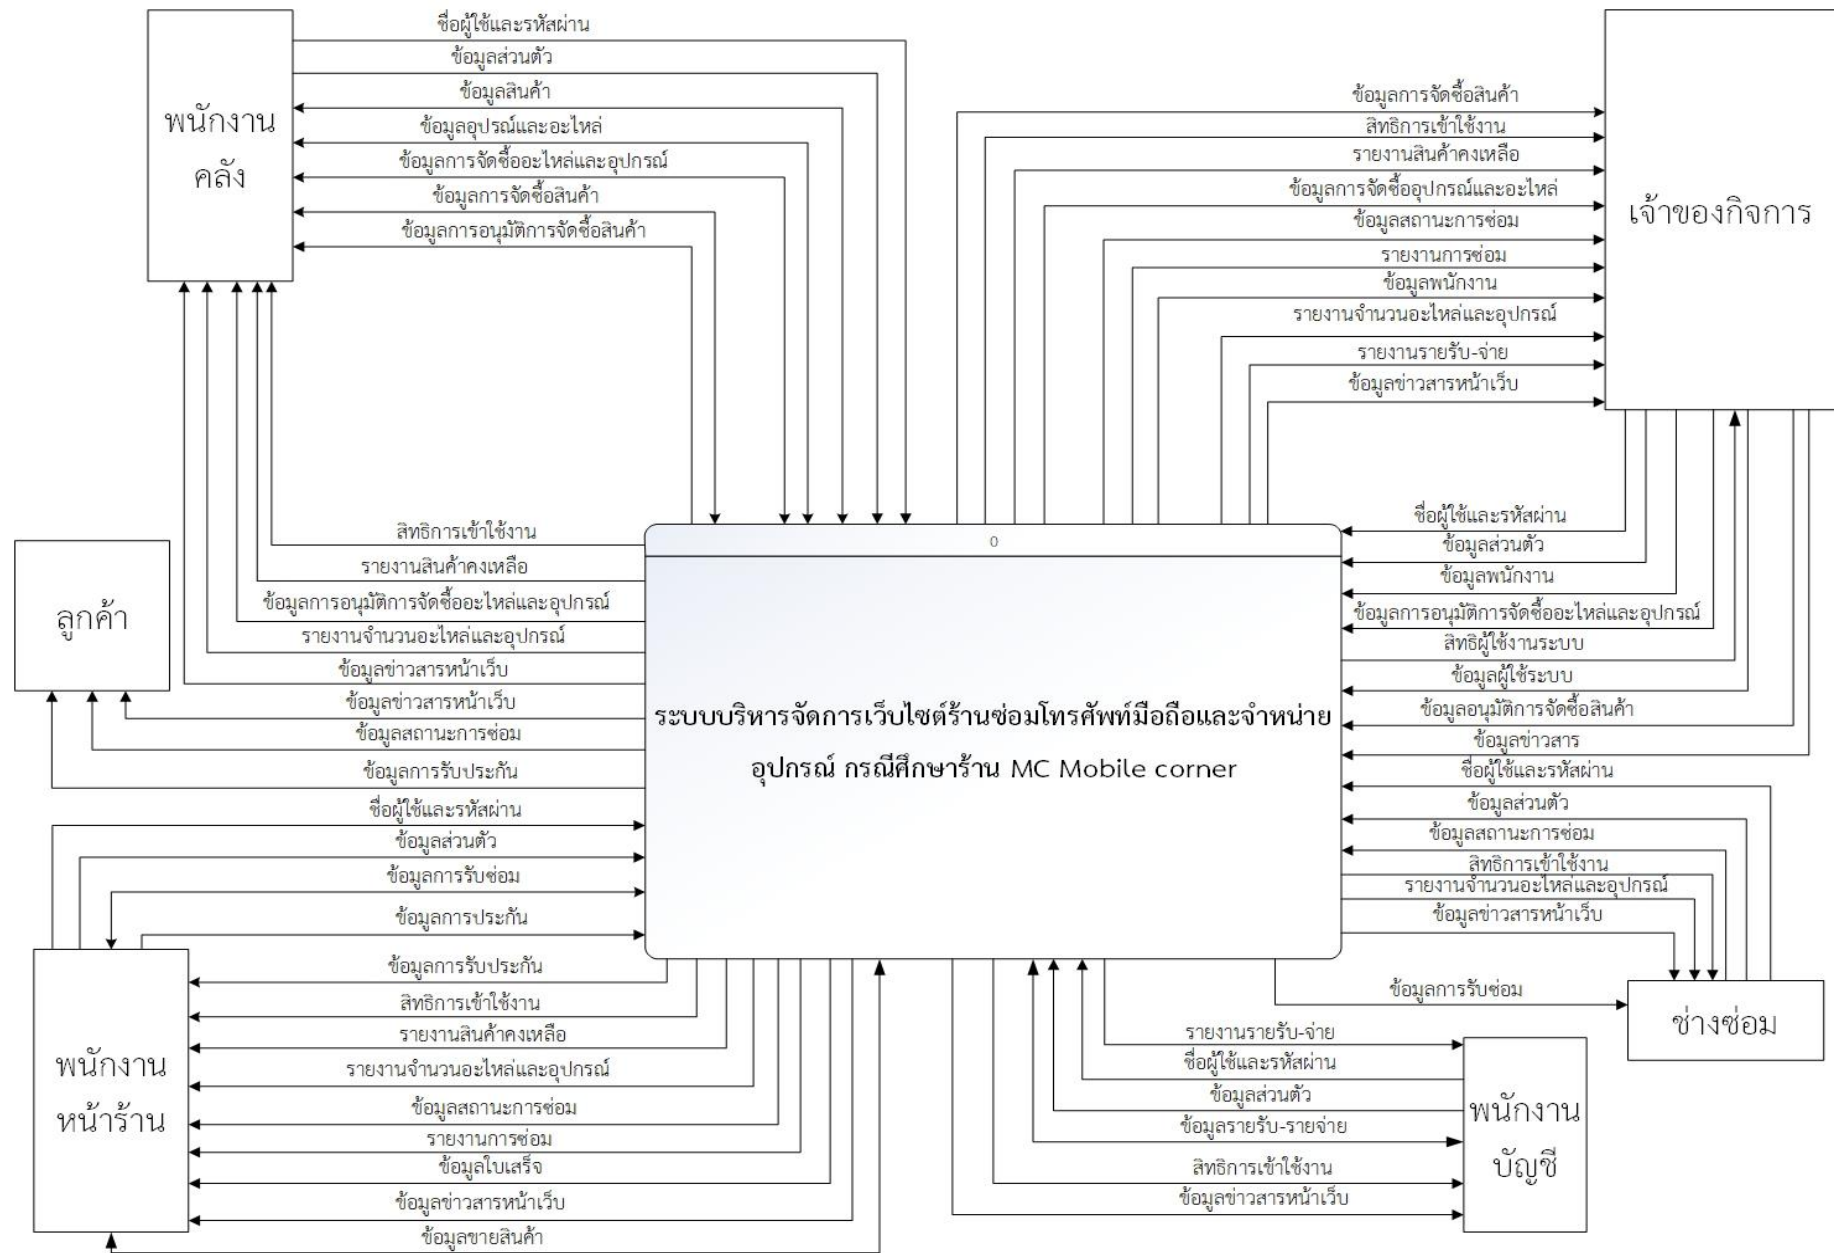 ชื่อผู้ใช้และรหัสผ่าน
ข้อมูลส่วนตัว
ข้อมูลสินค้า
ข้อมูลอุปรณ์และอะไหล่
ข้อมูลการจัดซื้ออะไหล่และอุปกรณ์
ข้อมูลการจัดซื้อสินค้า
ข้อมูลการอนุมัติการจัดซื้อสินค้า
พนักงาน
คลัง
ข้อมูลการจัดซื้อสินค้า
สิทธิการเข้าใช้งาน
รายงานสินค้าคงเหลือ
ข้อมูลการจัดซื้ออุปกรณ์และอะไหล่
ข้อมูลสถานะการซ่อม
รายงานการซ่อม
ข้อมูลพนักงาน
รายงานจำนวนอะไหล่และอุปกรณ์
รายงานรายรับ-จ่าย
ข้อมูลข่าวสารหน้าเว็บ
เจ้าของกิจการ
สิทธิการเข้าใช้งาน
รายงานสินค้าคงเหลือ
ข้อมูลการอนุมัติการจัดซื้ออะไหล่และอุปกรณ์
รายงานจำนวนอะไหล่และอุปกรณ์
ข้อมูลข่าวสารหน้าเว็บ
ลูกค้า
ข้อมูลข่าวสารหน้าเว็บ
ข้อมูลสถานะการซ่อม
ข้อมูลการรับประกัน
0
ระบบบริหารจัดการเว็บไซต์ร้านซ่อมโทรศัพท์มือถือและจำหน่าย
อุปกรณ์ กรณีศึกษาร้าน MC Mobile corner
ชื่อผู้ใช้และรหัสผ่าน
ข้อมูลส่วนตัว
ข้อมูลพนักงาน
ข้อมูลการอนุมัติการจัดซื้ออะไหล่และอุปกรณ์
สิทธิผู้ใช้งานระบบ
ข้อมูลผู้ใช้ระบบ
ข้อมูลอนุมัติการจัดซื้อสินค้า
ข้อมูลข่าวสาร
ชื่อผู้ใช้และรหัสผ่าน
ข้อมูลส่วนตัว
ข้อมูลสถานะการซ่อม
สิทธิการเข้าใช้งาน
รายงานจำนวนอะไหล่และอุปกรณ์
ข้อมูลข่าวสารหน้าเว็บ
ข้อมูลการรับซ่อม
ช่างซ่อม
ชื่อผู้ใช้และรหัสผ่าน
ข้อมูลส่วนตัว
ข้อมูลการรับซ่อม
ข้อมูลการประกัน
ข้อมูลการรับประกัน
สิทธิการเข้าใช้งาน
รายงานสินค้าคงเหลือ
รายงานจำนวนอะไหล่และอุปกรณ์
ข้อมูลสถานะการซ่อม
รายงานการซ่อม
ข้อมูลใบเสร็จ
ข้อมูลข่าวสารหน้าเว็บ
ข้อมูลขายสินค้า
พนักงาน
หน้าร้าน
รายงานรายรับ-จ่าย
ชื่อผู้ใช้และรหัสผ่าน
ข้อมูลส่วนตัว
ข้อมูลรายรับ-รายจ่าย
สิทธิการเข้าใช้งาน
ข้อมูลข่าวสารหน้าเว็บ
พนักงาน
บัญชี